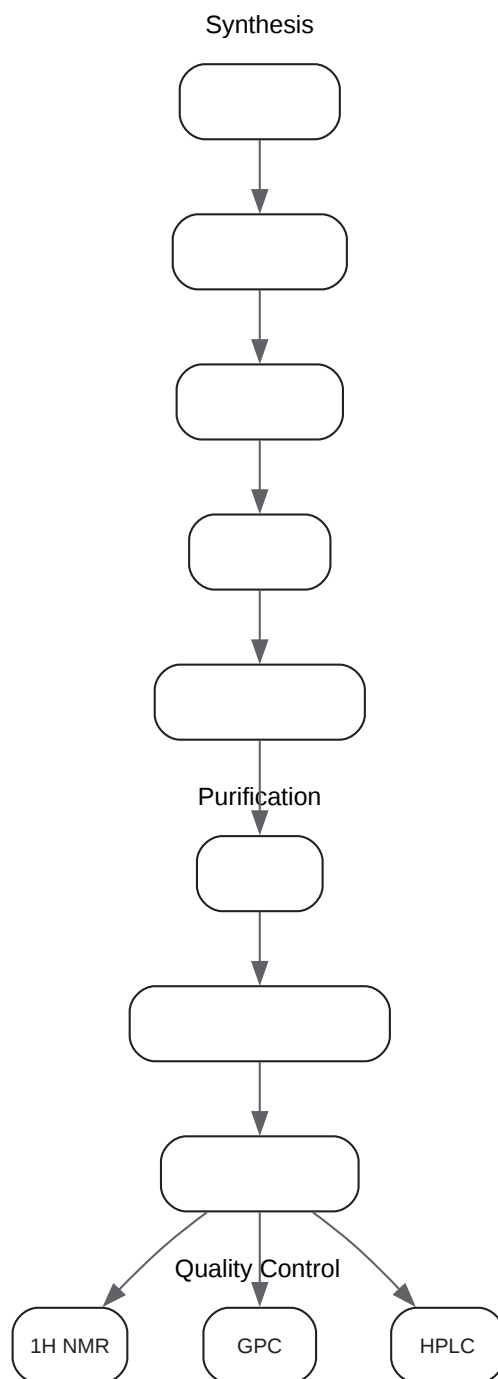 Synthesis
Purification
Quality Control
1H NMR
GPC
HPLC